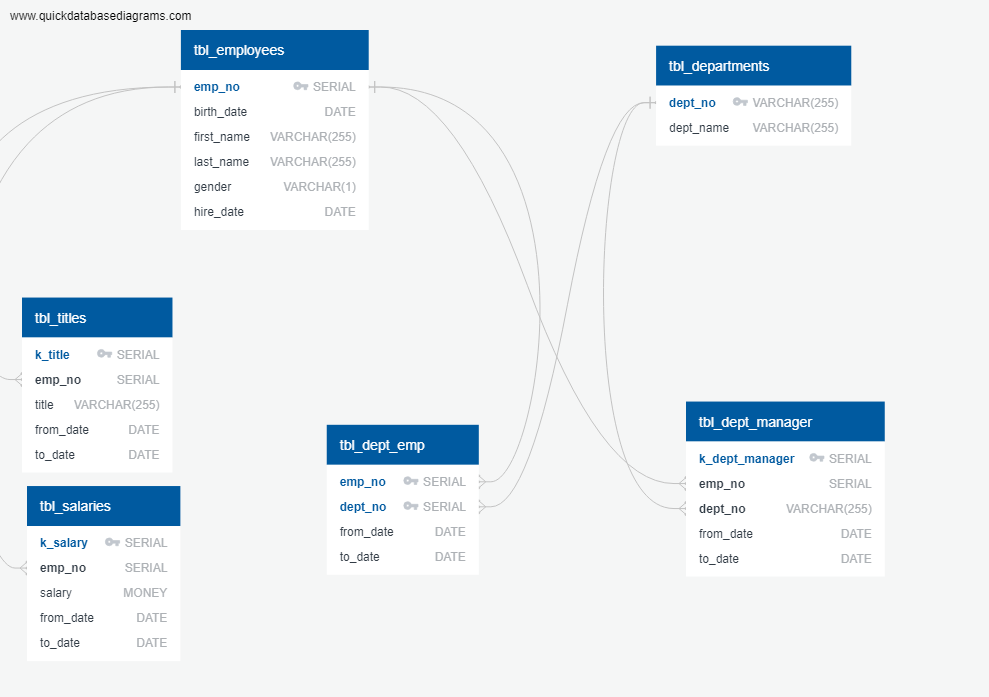 www.quickdatabasediagrams.com
tbl_employees
emp_no SERIAL
birth_date DATE
first_name VARCHAR(255)
last_name VARCHAR(255)
gender VARCHAR(1)
hire_date DATE
tbl_departments
dept_no VARCHAR(255)
dept_name VARCHAR(255)
tbl_titles
k_title SERIAL
emp_no SERIAL
title VARCHAR(255)
from_date DATE
to_date DATE
tbl_salaries
k_salary SERIAL
emp_no SERIAL
salary MONEY
from_date DATE
to_date DATE
tbl_dept_emp
emp_no SERIAL
dept_no SERIAL
from_date DATE
to_date DATE
tbl_dept_manager
k_dept_manager SERIAL
emp_no SERIAL
dept_no VARCHAR(255)
from_date DATE
to_date DATE